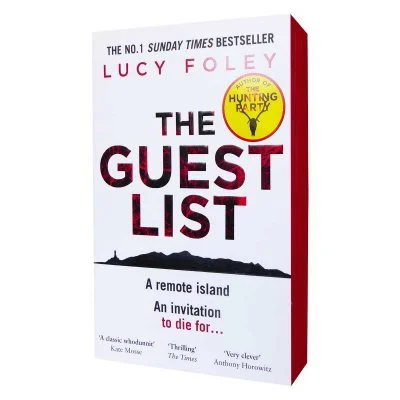 THE NO.1 SUNDAY TIMES BESTSELLER
LUCY FOLEY
AUTHOR OF
THE
HUNTING
PARTY
THE
GUEST
LIST
A remote island
An invitation
to die for…
'A classic whodunnit'
Kate Mosse
'Thrilling'
The Times
'Very clever'
Anthony Horowitz